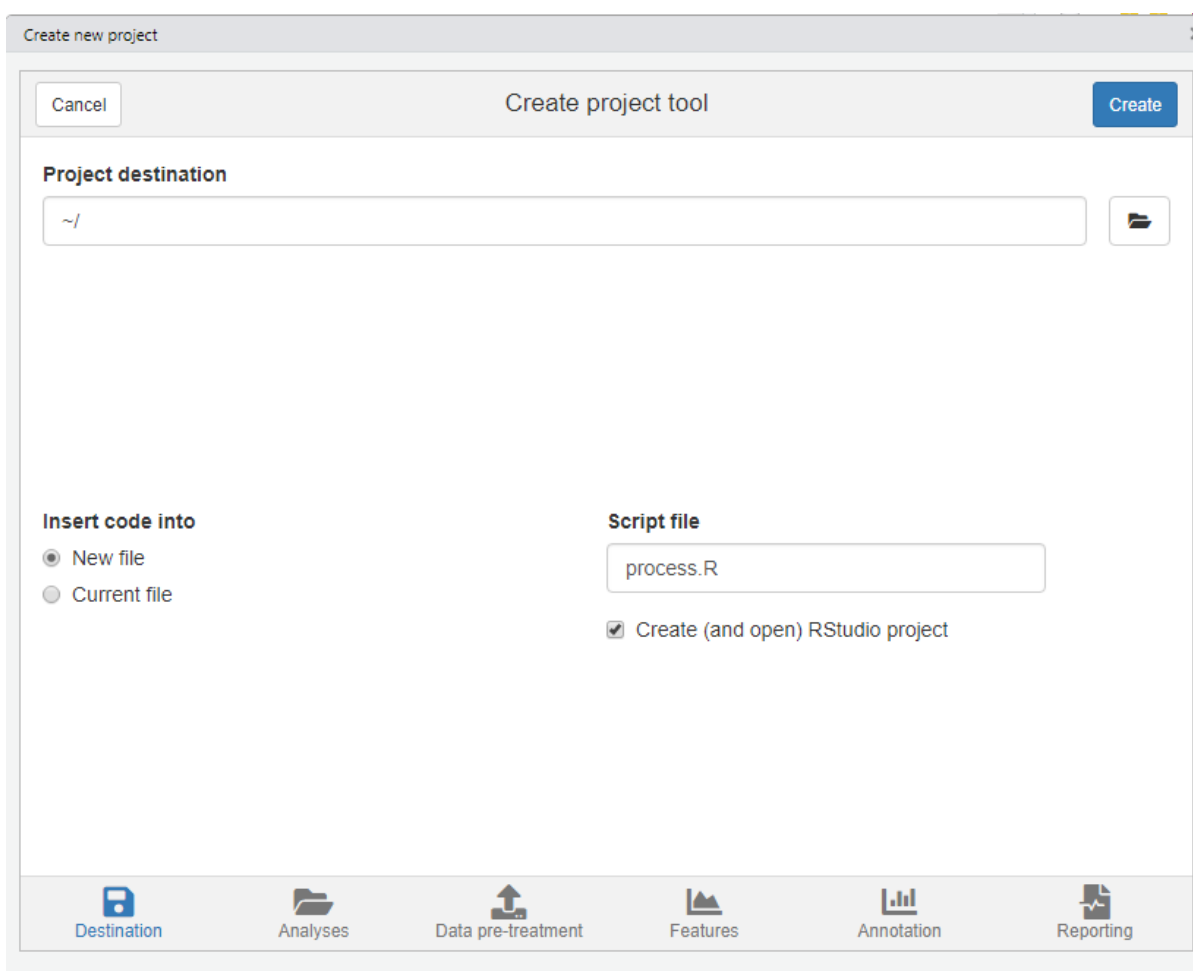 Create new project
Cancel
Create project tool
Create
Project destination
~/
Insert code into
New file
Current file
Script file
process.R
Create (and open) RStudio project
Destination
Analyses
Data pre-treatment
Features
Annotation
Reporting